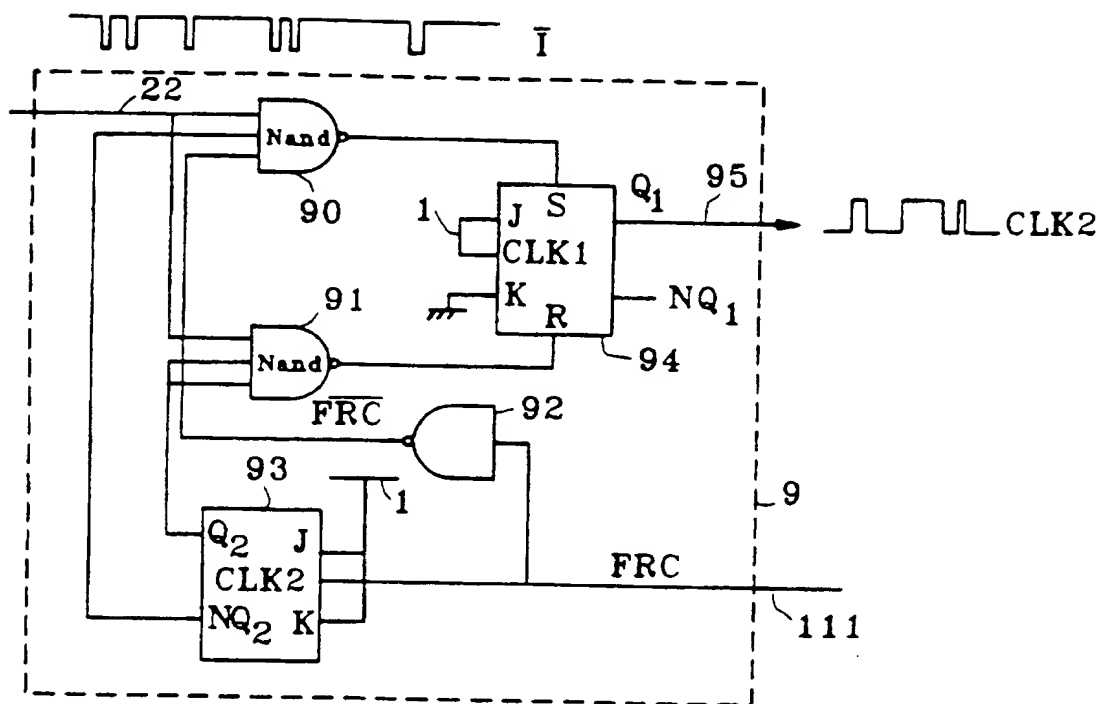 Ī
22
Nand
90
Q1
95
S
J
1
CLK1
K
R
NQ1
94
CLK2
91
Nand
F̅R̅C̅
92
93
1
9
Q2
J
CLK2
NQ2
K
FRC
111